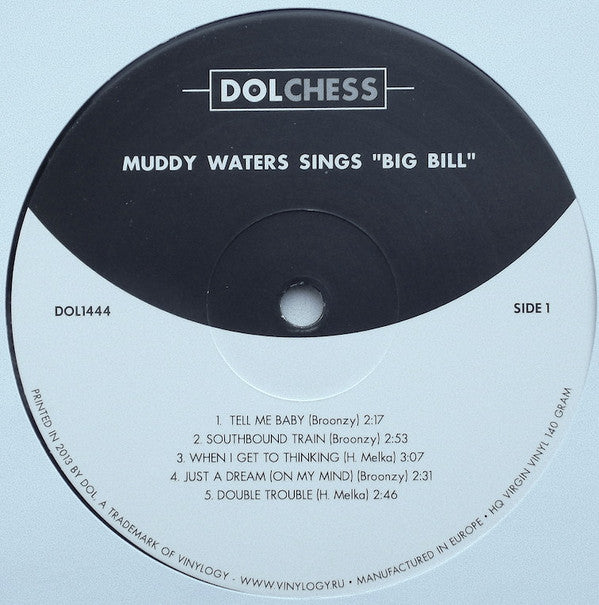 DOLCHESS
MUDDY WATERS SINGS "BIG BILL"
DOL1444
SIDE 1
1. TELL ME BABY (Broonzy) 2:17
2. SOUTHBOUND TRAIN (Broonzy) 2:53
3. WHEN I GET TO THINKING (H. Melka) 3:07
4. JUST A DREAM (ON MY MIND) (Broonzy) 2:31
5. DOUBLE TROUBLE (H. Melka) 2:46
PRINTED IN 2013 BY DOL. A TRADEMARK OF VINYLOGY - WWW.VINYLOGY.RU • MANUFACTURED IN EUROPE • HQ VIRGIN VINYL 140 GRAM